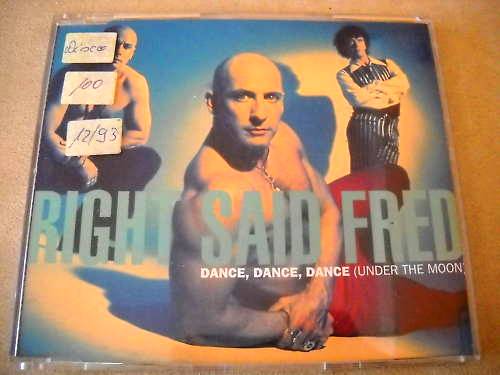 Disco
100
12/93
RIGHT SAID FRED
DANCE, DANCE, DANCE (UNDER THE MOON)